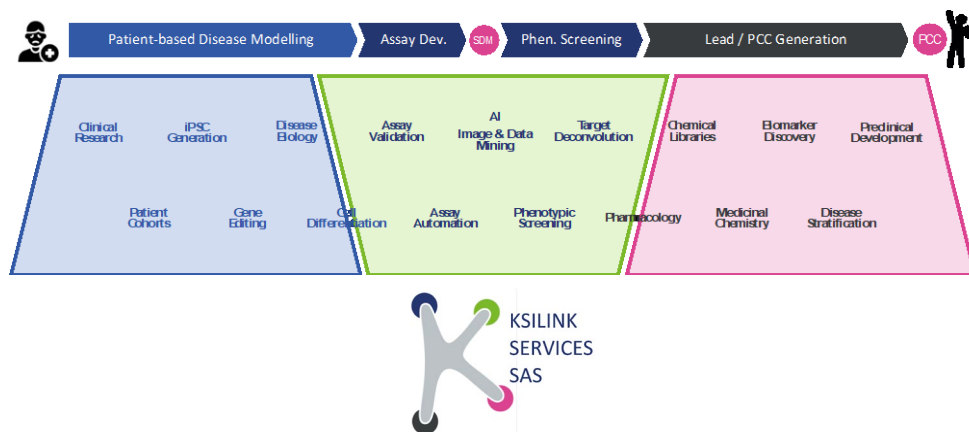 Patient-based Disease Modelling
Assay Dev.
SDM
Phen. Screening
Lead / PCC Generation
PCC
Clinical
Research
iPSC
Generation
Disease
Biology
Assay
Validation
AI
Image & Data
Mining
Target
Deconvolution
Chemical
Libraries
Biomarker
Discovery
Preclinical
Development
Patient
Cohorts
Gene
Editing
Cell
Differentiation
Assay
Automation
Phenotypic
Screening
Pharmacology
Medicinal
Chemistry
Disease
Stratification
KSILINK
SERVICES
SAS